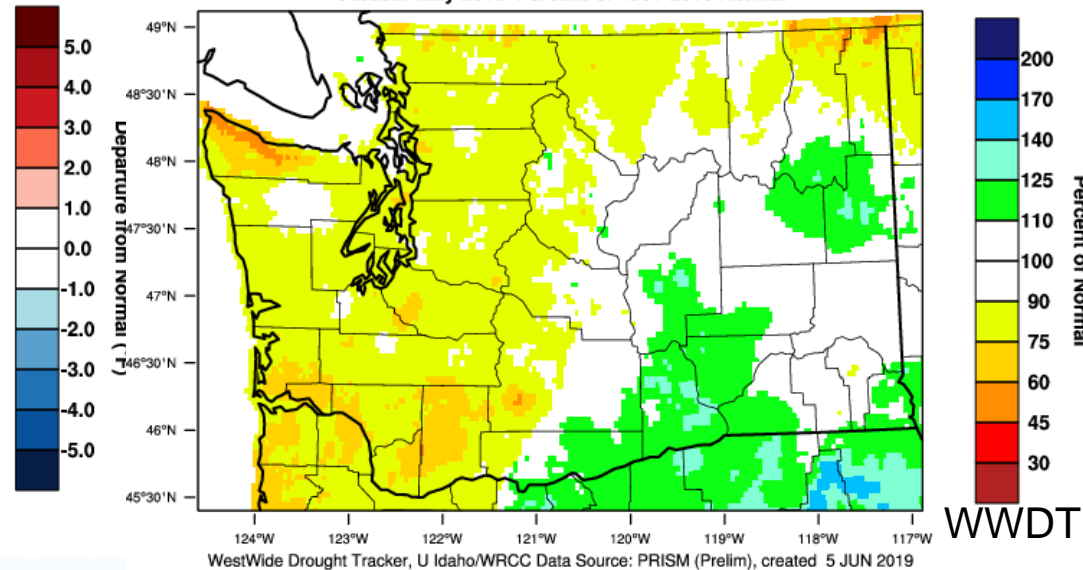 5.0
4.0
3.0
2.0
1.0
0.0
-1.0
-2.0
-3.0
-4.0
-5.0
Departure from Normal (°F)
49°N
48°30'N
48°N
47°30'N
47°N
46°30'N
46°N
45°30'N
124°W
123°W
122°W
121°W
120°W
119°W
118°W
117°W
200
170
140
125
110
100
90
75
60
45
30
Percent of Normal
WWDT
WestWide Drought Tracker, U Idaho/WRCC Data Source: PRISM (Prelim), created 5 JUN 2019